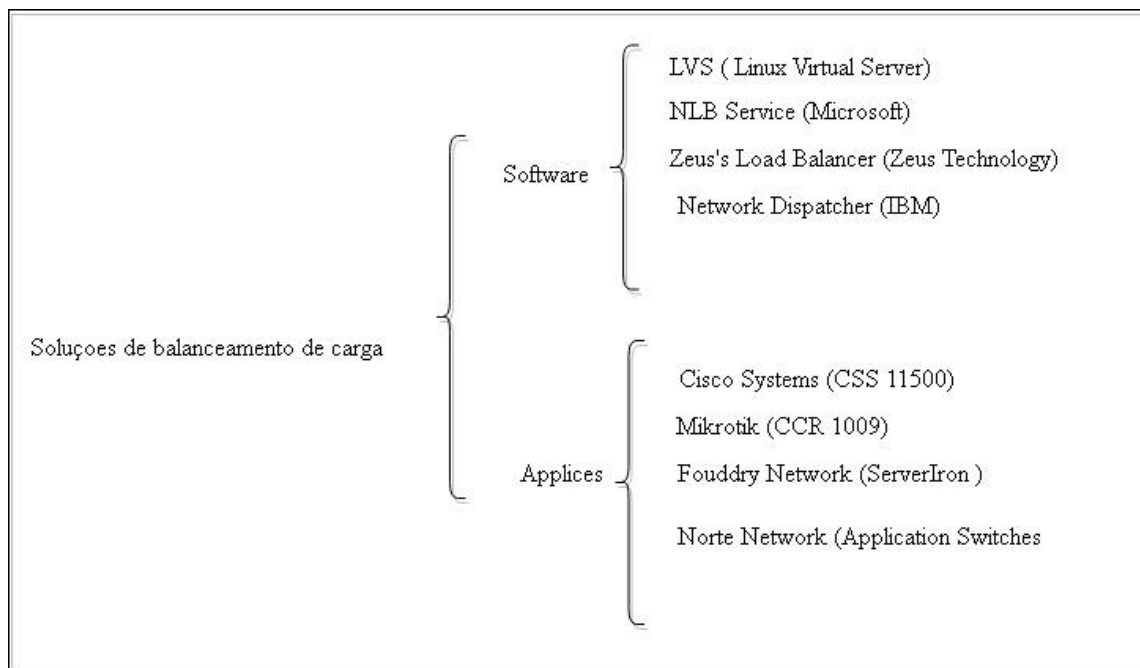 Soluçoes de balanceamento de carga
Software
LVS ( Linux Virtual Server)
NLB Service (Microsoft)
Zeus's Load Balancer (Zeus Technology)
Network Dispatcher (IBM)
Applices
Cisco Systems (CSS 11500)
Mikrotik (CCR 1009)
Fouddry Network (ServerIron )
Norte Network (Application Switches